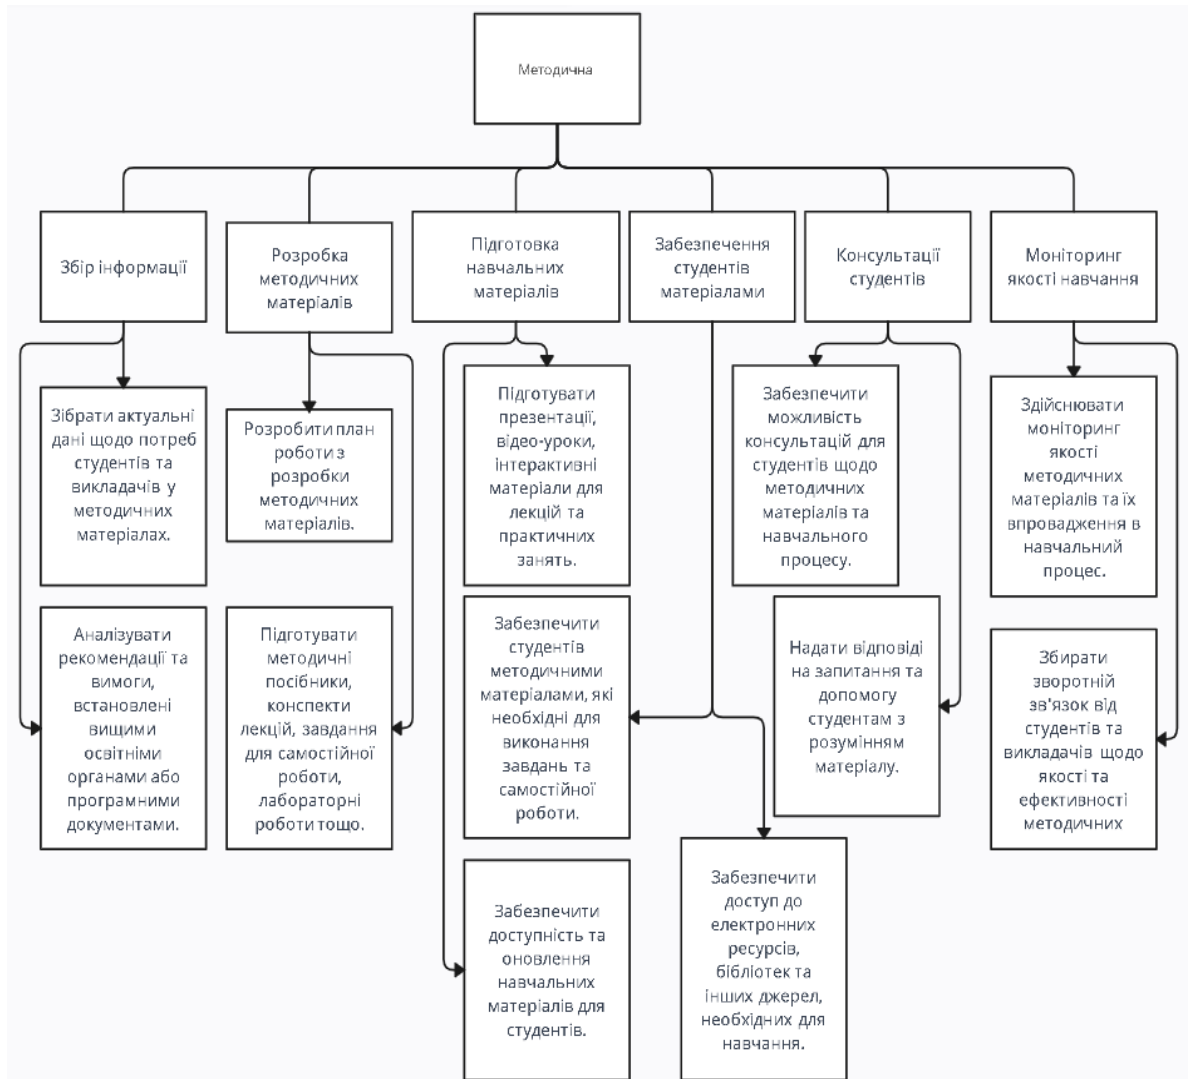 Методична
Збір інформації
Розробка
методичних
матеріалів
Підготовка
навчальних
матеріалів
Забезпечення
студентів
матеріалами
Консультації
студентів
Моніторинг
якості навчання
Зібрати актуальні
дані щодо потреб
студентів та
викладачів у
методичних
матеріалах.
Розробити план
роботи з
розробки
методичних
матеріалів.
Підготувати
презентації,
відео-уроки,
інтерактивні
матеріали для
лекцій та
практичних
занять.
Забезпечити
можливість
консультацій для
студентів щодо
методичних
матеріалів та
навчального
процесу.
Здійснювати
моніторинг
якості
методичних
матеріалів та їх
впровадження в
навчальний
процес.
Аналізувати
рекомендації та
вимоги,
встановлені
вищими
освітніми
органами або
програмними
документами.
Підготувати
методичні
посібники,
конспекти
лекцій, завдання
для самостійної
роботи,
лабораторні
роботи тощо.
Забезпечити
студентів
методичними
матеріалами, які
необхідні для
виконання
завдань та
самостійної
роботи.
Надати відповіді
на запитання та
допомогу
студентам з
розумінням
матеріалу.
Збирати
зворотній
зв'язок від
студентів та
викладачів щодо
якості та
ефективності
методичних
Забезпечити
доступність та
оновлення
навчальних
матеріалів для
студентів.
Забезпечити
доступ до
електронних
ресурсів,
бібліотек та
інших джерел,
необхідних для
навчання.